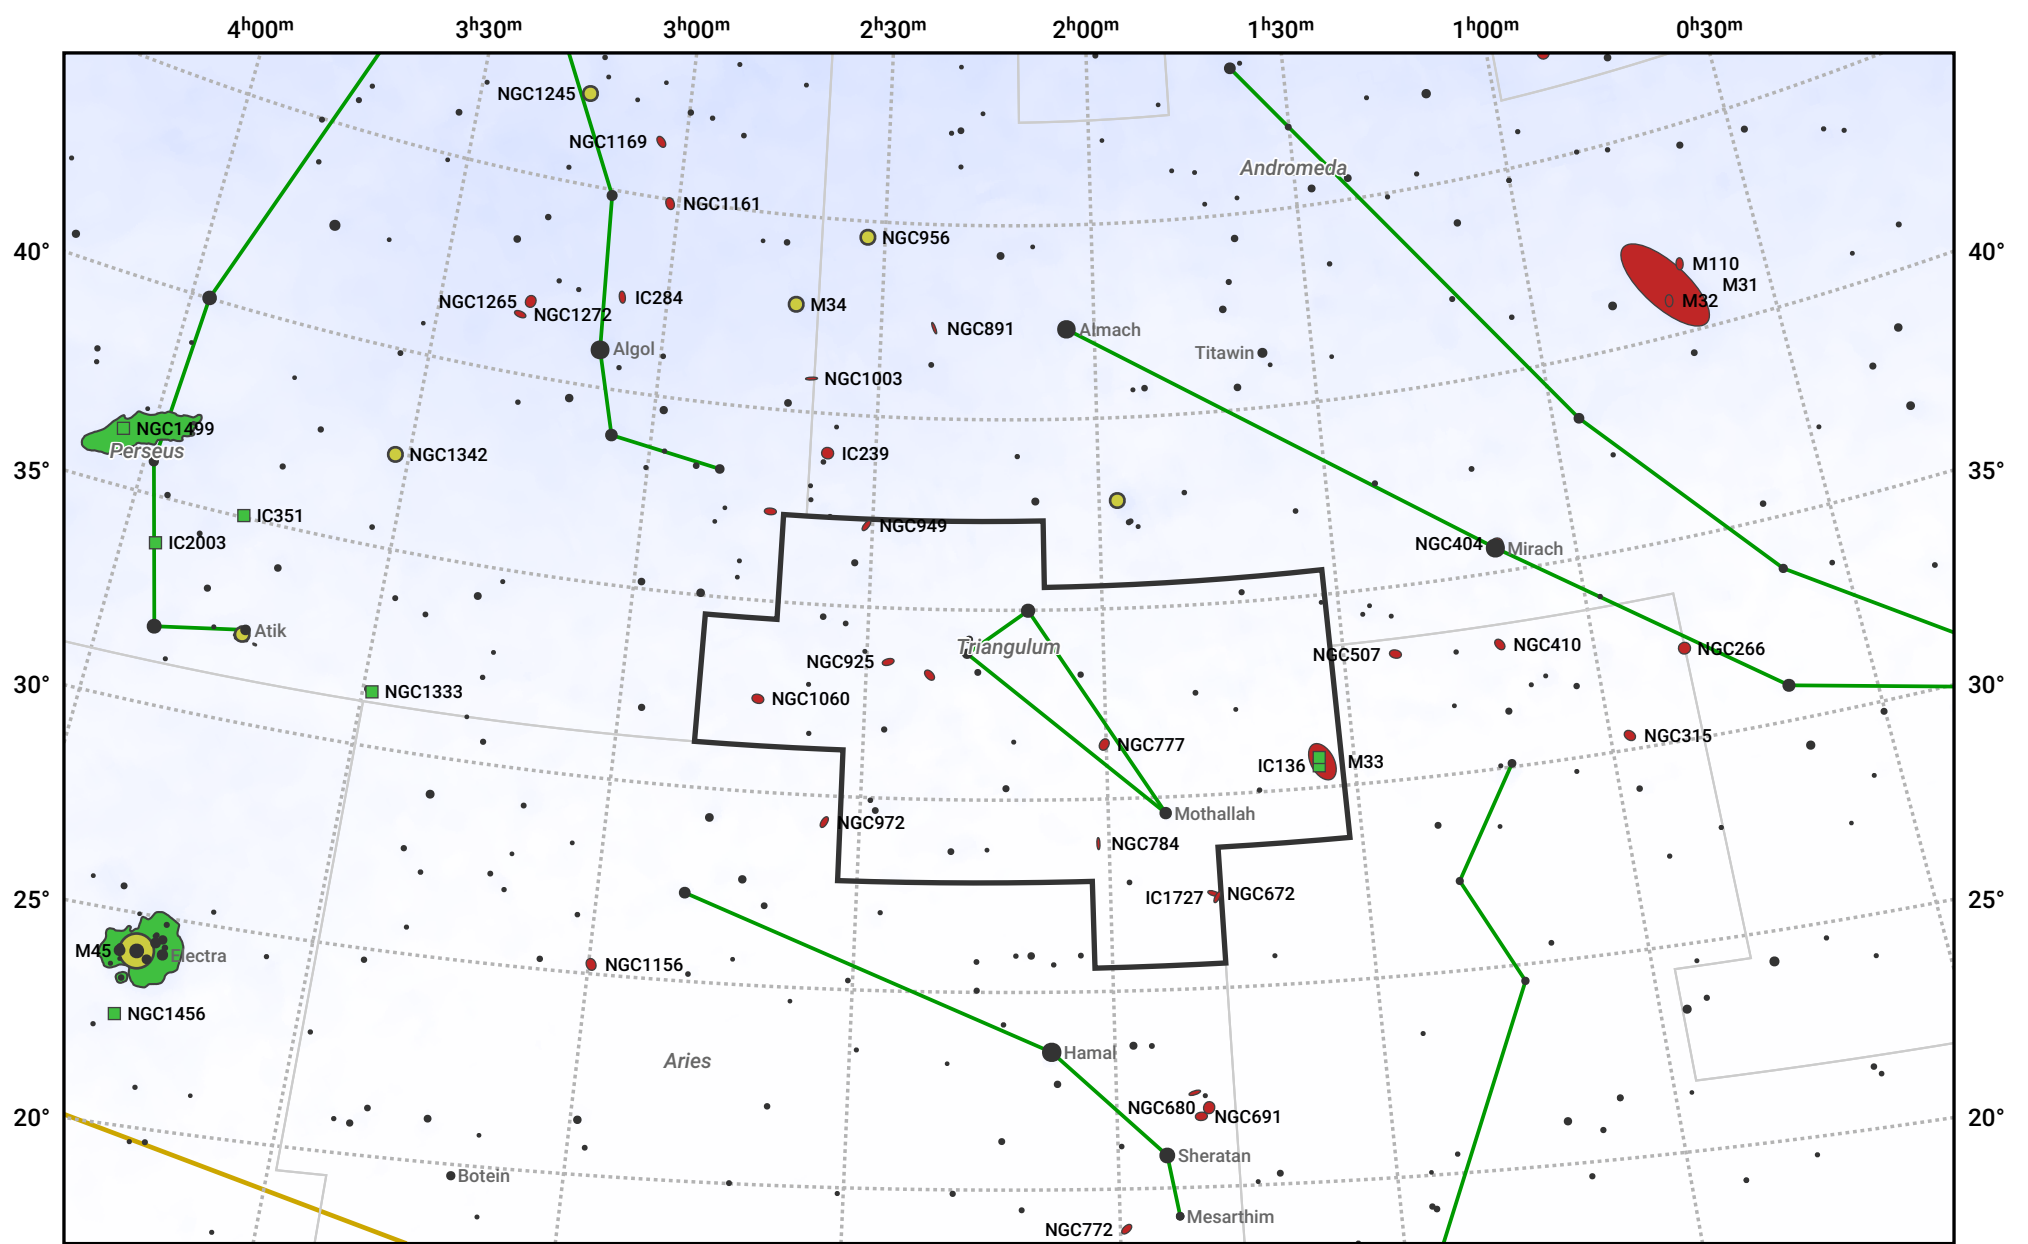 4h00m 3h30m 3h00m 2h30m 2h00m 1h30m 1h00m 0h30m
NGC1245
NGC1169
Andromeda
NGC1161
NGC956
40° 40°
M110
M31
NGC1265 IC284 M34 M32
NGC1272 NGC891 Almach
Algol Titawin
NGC1003
NGC1499
Perseus NGC1342 IC239
35° 35°
IC351
NGC949
IC2003 NGC404 Mirach
Atik
Triangulum NGC410 NGC266
NGC925 NGC507
30° NGC1333 NGC1060 30°
NGC777 NGC315
IC136 M33
Mothallah
NGC972
NGC784
25° IC1727 NGC672 25°
M45 Electra
NGC1156
NGC1456
Hamal
Aries
20° NGC680 NGC691 20°
Sheratan
Botein
Mesarthim
NGC772